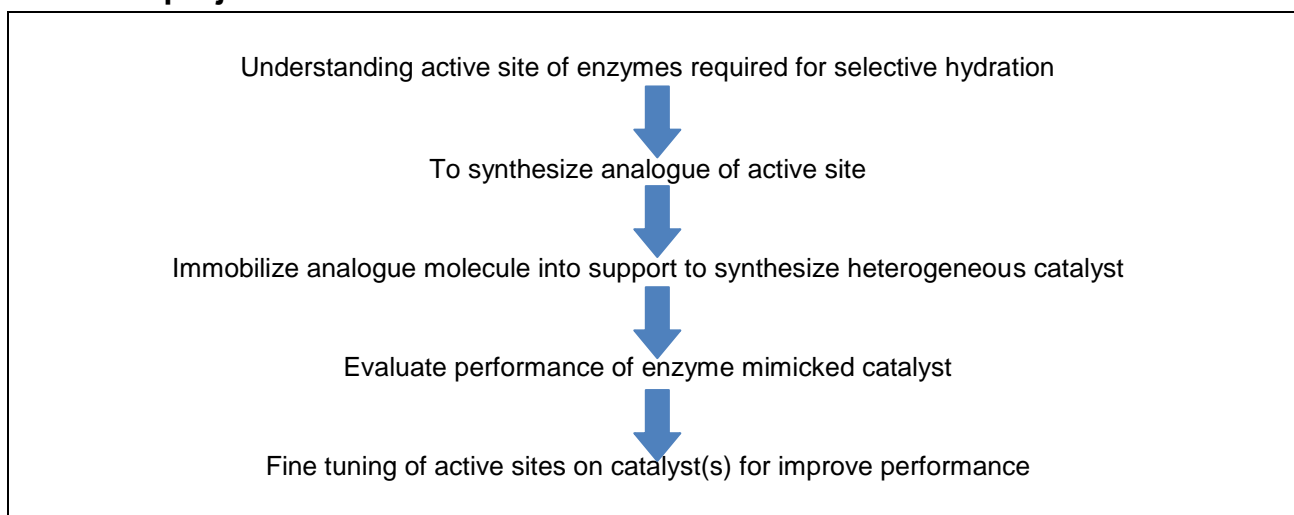 Understanding active site of enzymes required for selective hydration
To synthesize analogue of active site
Immobilize analogue molecule into support to synthesize heterogeneous catalyst
Evaluate performance of enzyme mimicked catalyst
Fine tuning of active sites on catalyst(s) for improve performance